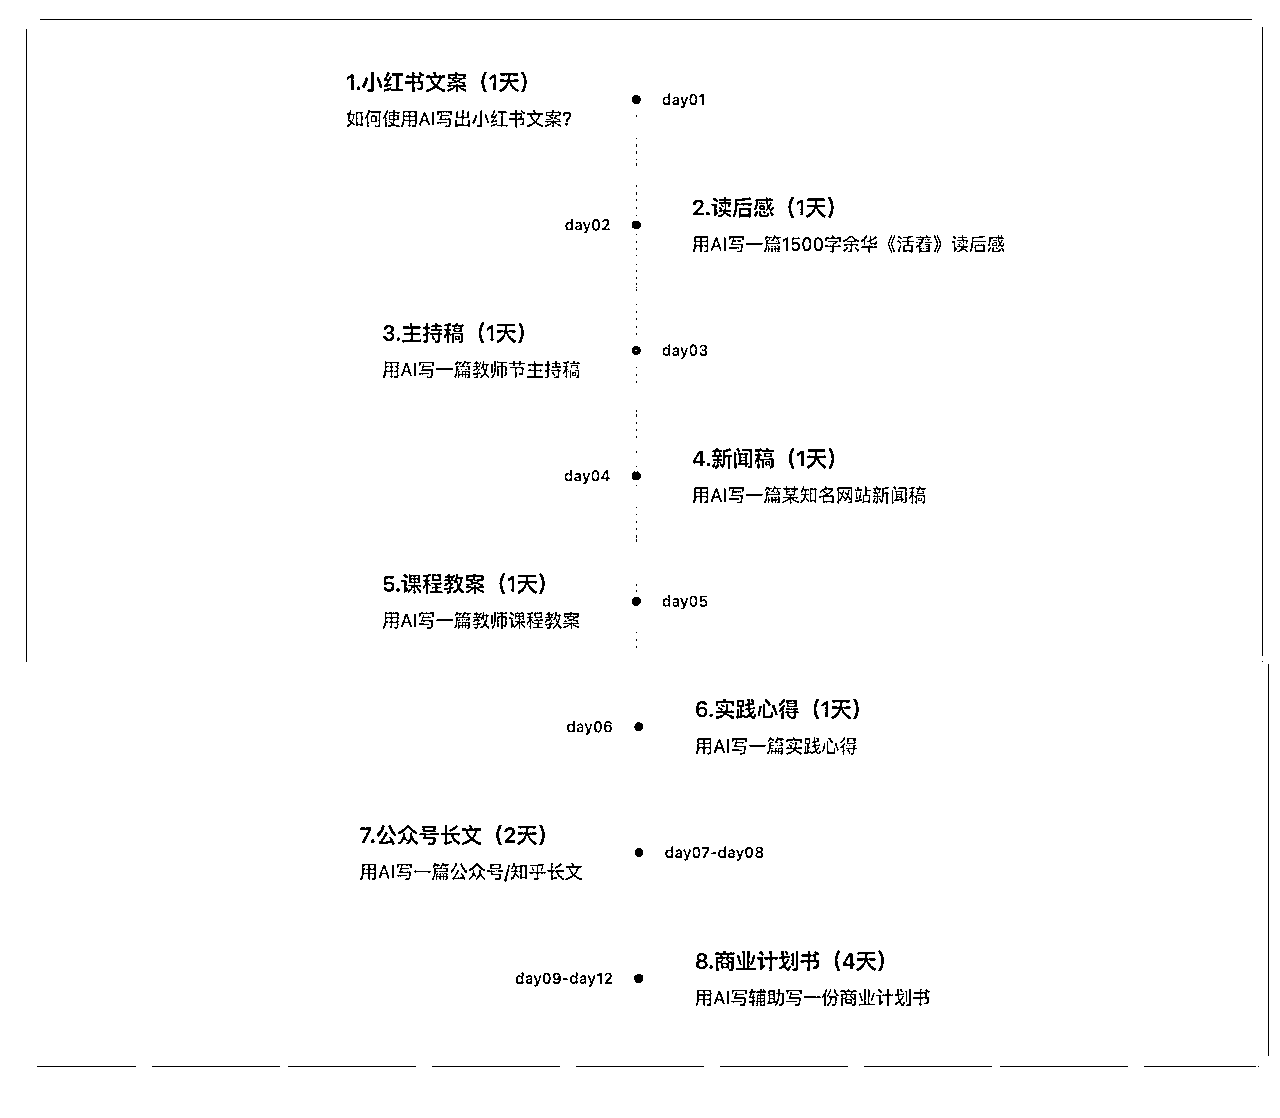 1.小红书文案（1天）
如何使用AI写出小红书文案?
day01
2.读后感（1天）
用AI写一篇1500字余华《活着》读后感
day02
3.主持稿（1天）
用AI写一篇教师节主持稿
day03
4.新闻稿（1天）
用AI写一篇某知名网站新闻稿
day04
5.课程教案（1天）
用AI写一篇教师课程教案
day05
6.实践心得（1天）
用AI写一篇实践心得
day06
7.公众号长文（2天）
用AI写一篇公众号/知乎长文
day07-day08
8.商业计划书（4天）
用AI写辅助写一份商业计划书
day09-day12